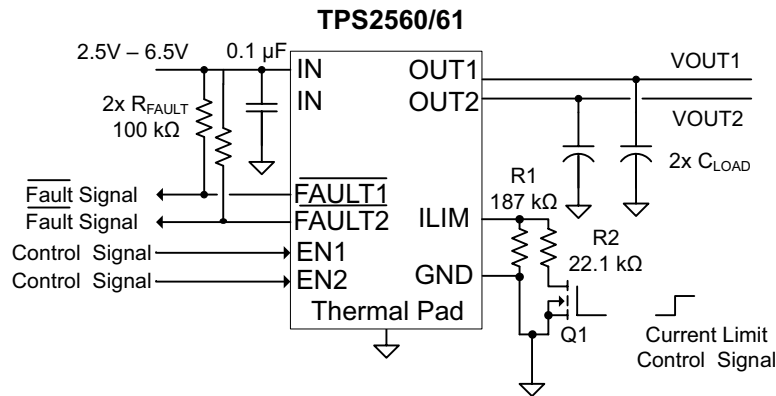 TPS2560/61
2.5V – 6.5V
0.1 µF
IN
OUT1
VOUT1
IN
OUT2
VOUT2
2x RFAULT
100 kΩ
2x CLOAD
Fault Signal
FAULT1
R1
187 kΩ
Fault Signal
FAULT2
ILIM
R2
22.1 kΩ
Control Signal
EN1
Control Signal
EN2
GND
Thermal Pad
Q1
Current Limit
Control Signal